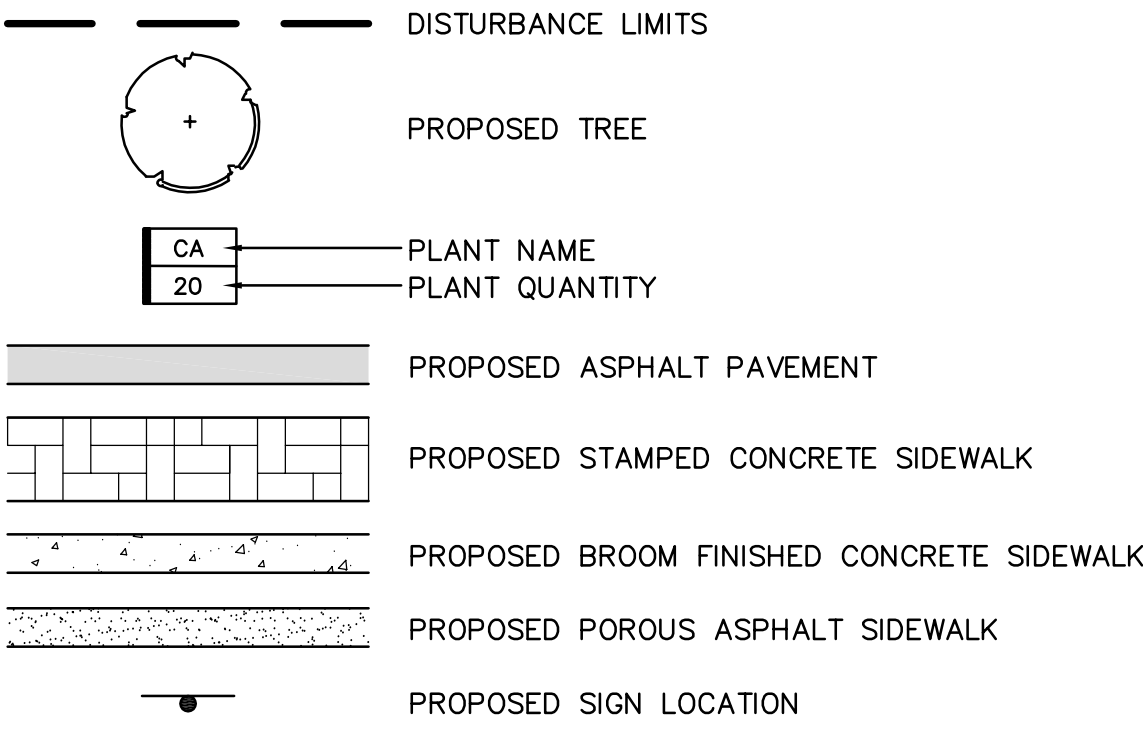 DISTURBANCE LIMITS
PROPOSED TREE
CA PLANT NAME
20 PLANT QUANTITY
PROPOSED ASPHALT PAVEMENT
PROPOSED STAMPED CONCRETE SIDEWALK
PROPOSED BROOM FINISHED CONCRETE SIDEWALK
PROPOSED POROUS ASPHALT SIDEWALK
PROPOSED SIGN LOCATION